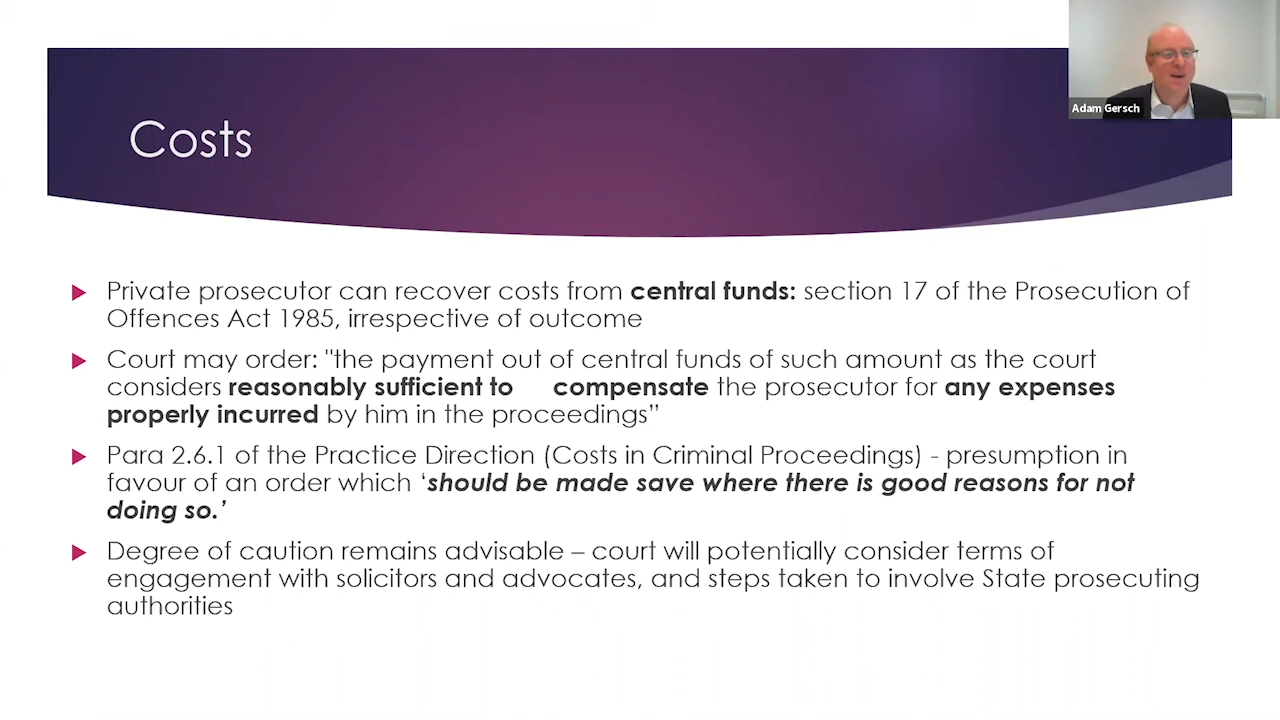 Adam Gersch
Costs
Private prosecutor can recover costs from central funds: section 17 of the Prosecution of
Offences Act 1985, irrespective of outcome
Court may order: "the payment out of central funds of such amount as the court
considers reasonably sufficient to compensate the prosecutor for any expenses
properly incurred by him in the proceedings”
Para 2.6.1 of the Practice Direction (Costs in Criminal Proceedings) - presumption in
favour of an order which ‘should be made save where there is good reasons for not
doing so.’
Degree of caution remains advisable – court will potentially consider terms of
engagement with solicitors and advocates, and steps taken to involve State prosecuting
authorities